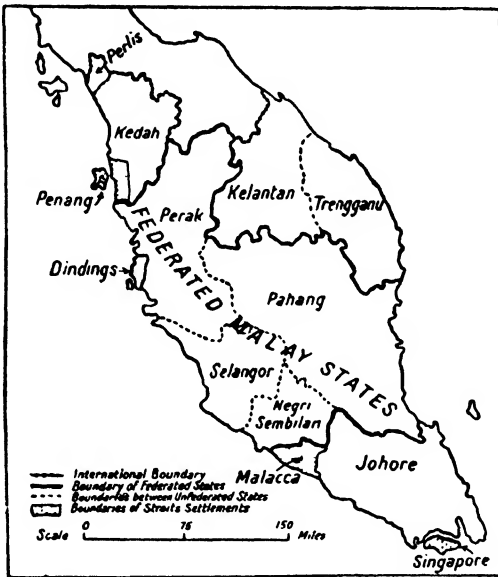 Perlis
Kedah
Penang
Perak
Kelantan
Trengganu
Dindings
FEDERATED MALAY STATES
Pahang
Selangor
Negri
Sembilan
Malacca
Johore
International Boundary
Boundary of Federated States
Boundaries between Unfederated States
Boundaries of Straits Settlements
Scale 0 75 150 Miles
Singapore